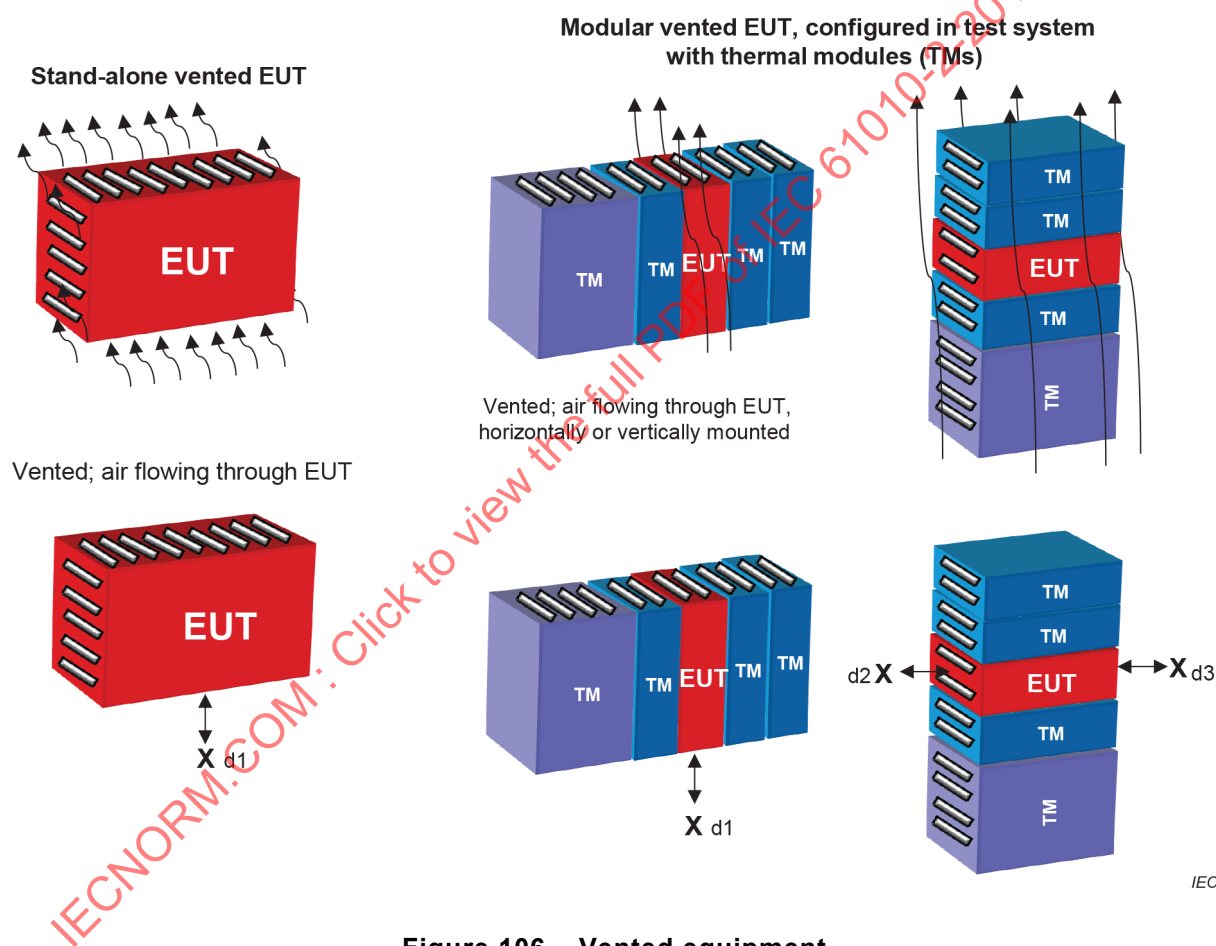 Modular vented EUT, configured in test system
with thermal modules (TMs)
Stand-alone vented EUT
EUT
TM
TM
EUT
TM
TM
TM
TM
EUT
TM
TM
Vented; air flowing through EUT,
horizontally or vertically mounted
Vented; air flowing through EUT
EUT
X d1
TM
TM
EUT
TM
TM
X d1
TM
TM
d2 X
EUT
X d3
TM
TM
IEC
Figure 106 – Vented equipment
IECNORM.COM : Click to view the full PDF of IEC 61010-2-201